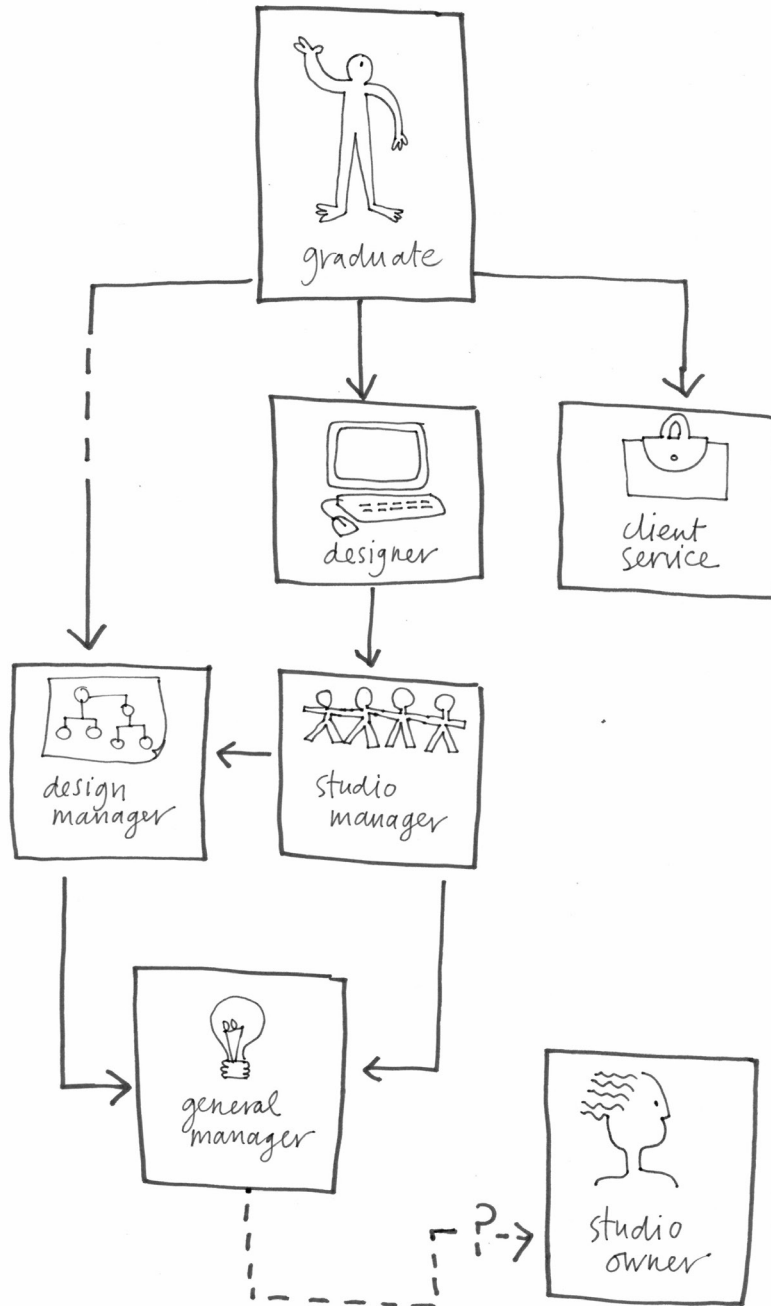 graduate
designer
client
service
design
manager
studio
manager
general
manager
?
studio
owner